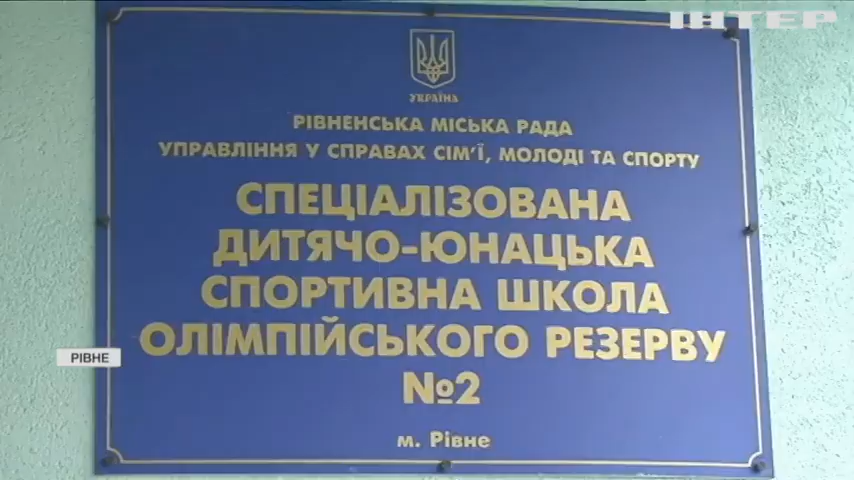 ІНТЕР
УКРАЇНА
РІВНЕНСЬКА МІСЬКА РАДА
УПРАВЛІННЯ У СПРАВАХ СІМ'Ї, МОЛОДІ ТА СПОРТУ
СПЕЦІАЛІЗОВАНА
ДИТЯЧО-ЮНАЦЬКА
СПОРТИВНА ШКОЛА
ОЛІМПІЙСЬКОГО РЕЗЕРВУ
№2
м. Рівне
РІВНЕ